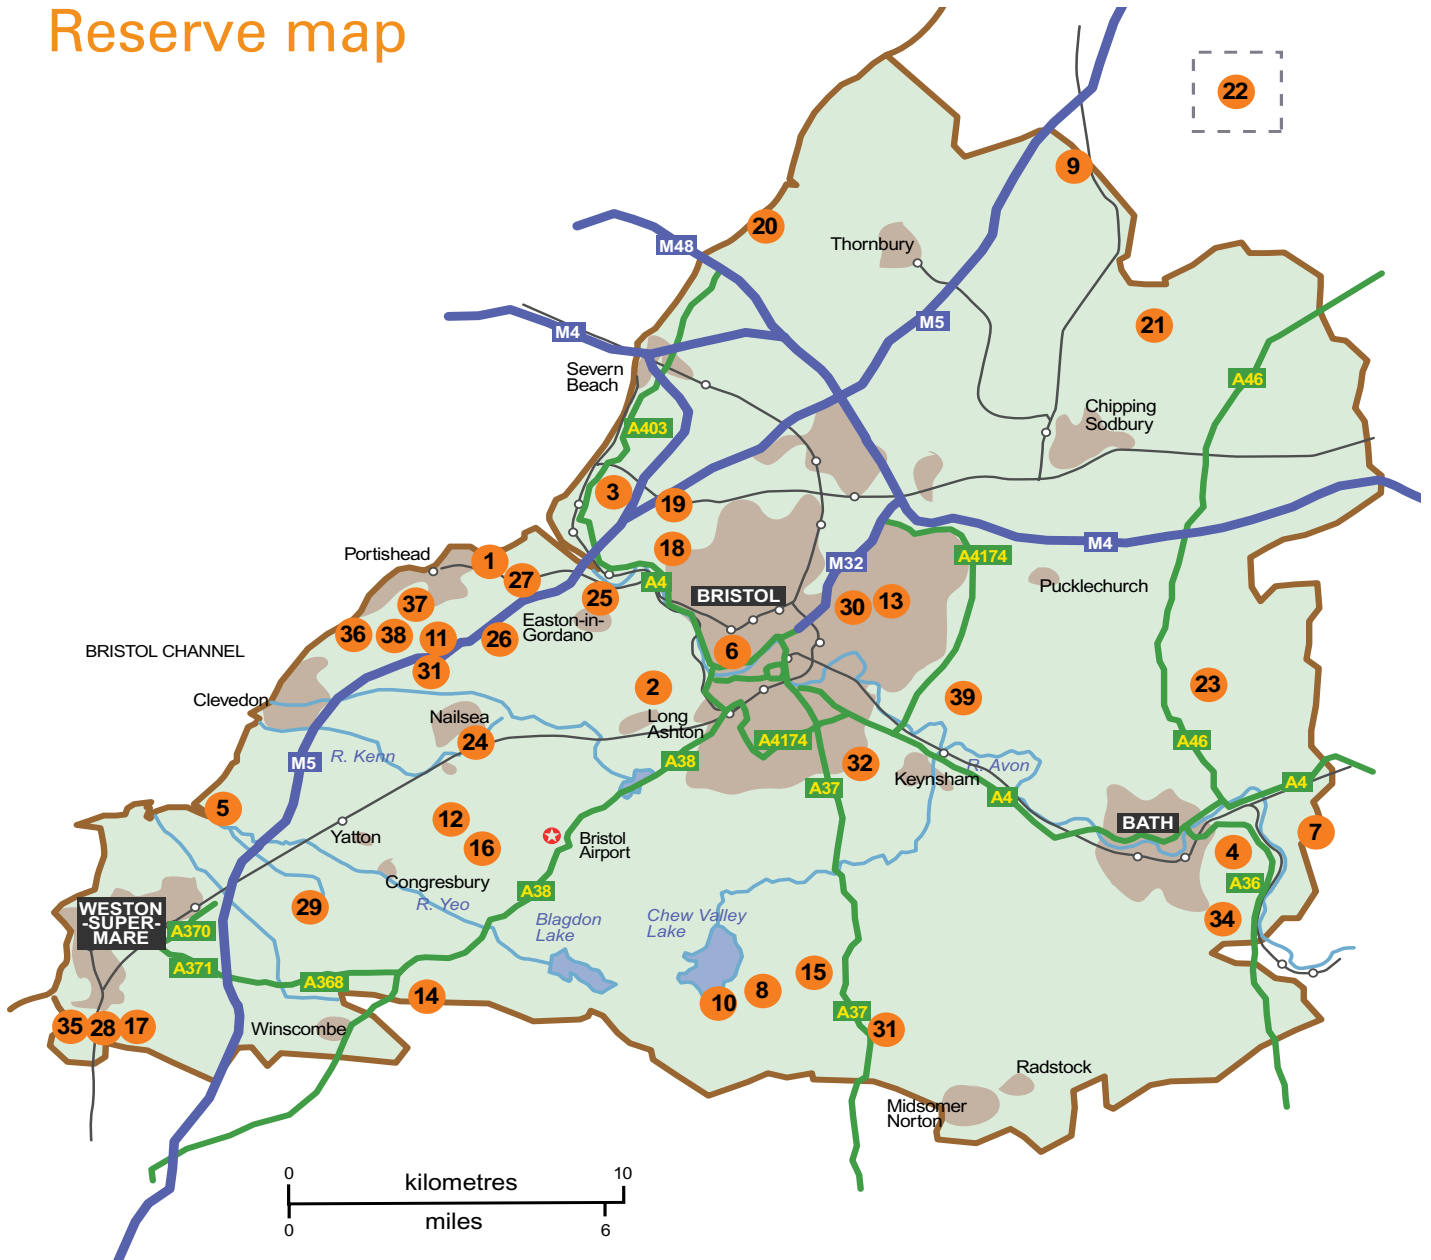 Reserve map
22
9
20
Thornbury
M48
M5
M4
21
Severn
Beach
A46
Chipping
Sodbury
A403
3
19
18
Portishead
1
27
A4
M32
A4174
M4
Pucklechurch
BRISTOL
25
37
30
13
Easton-in-
Gordano
36
38
11
26
6
BRISTOL CHANNEL
31
Clevedon
2
39
23
Nailsea
Long
Ashton
24
A4174
A46
M5
R. Kenn
A38
32
Keynsham
R. Avon
A37
A4
A4
5
12
BATH
7
Yatton
16
Bristol
Airport
4
Congresbury
A38
A36
R. Yeo
29
WESTON
-SUPER-
MARE
A370
Blagdon
Lake
Chew Valley
Lake
34
A371
A368
14
10
8
15
A37
35
28
17
Winscombe
31
Radstock
Midsomer
Norton
0
10
kilometres
miles
0
6